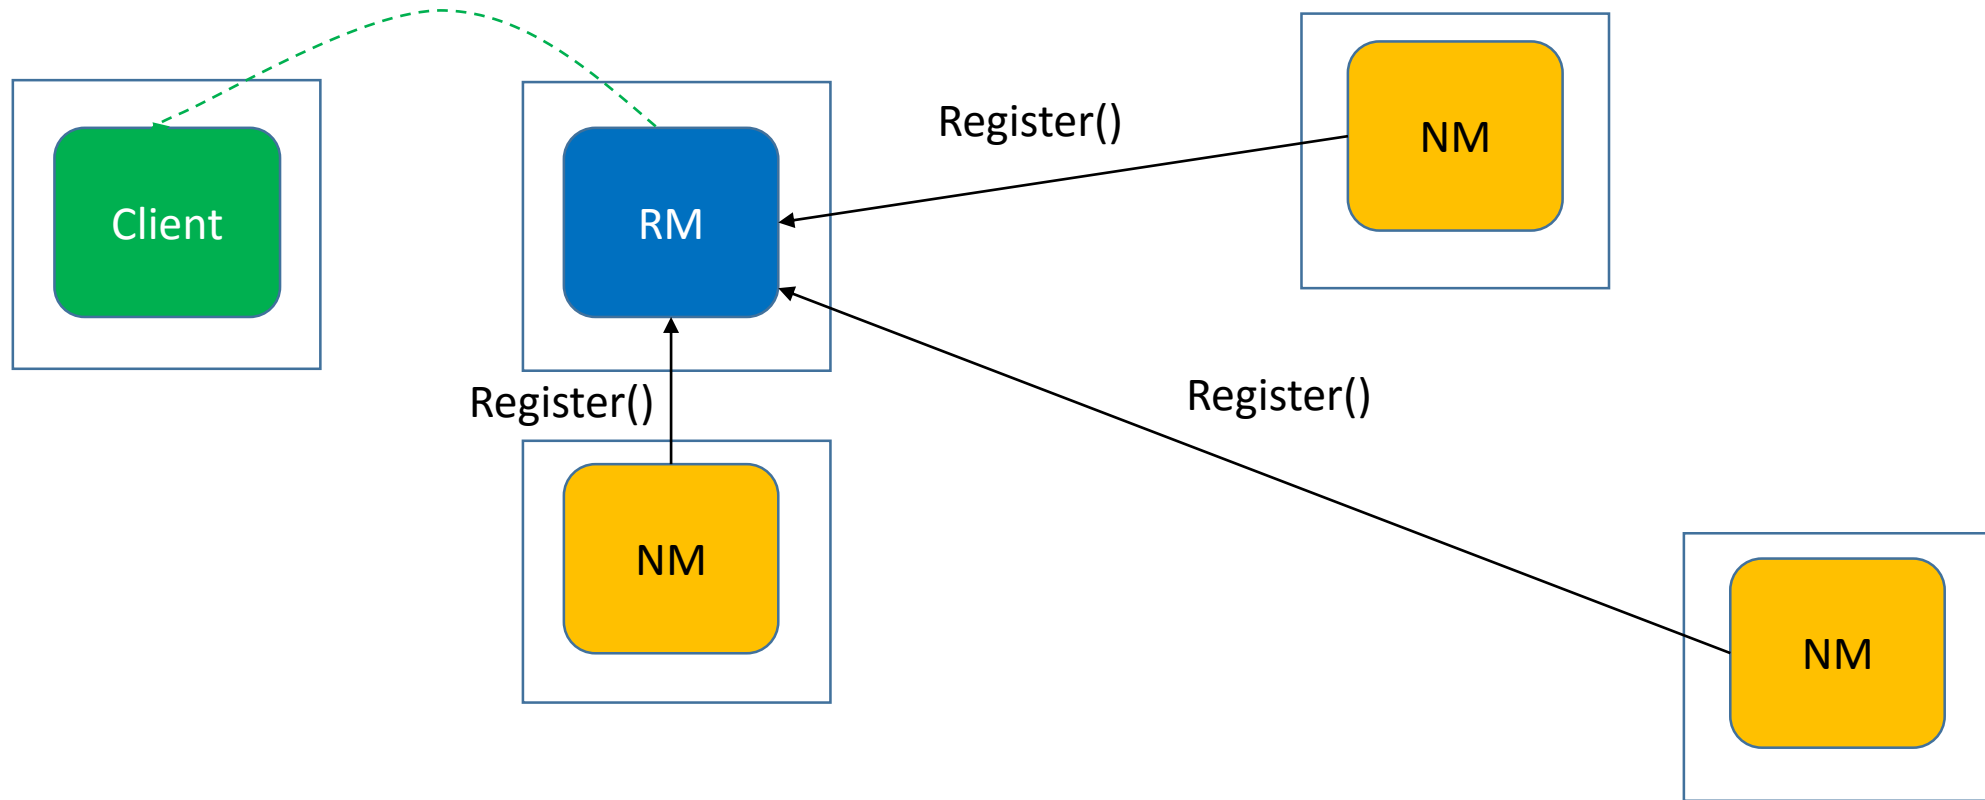 Client
RM
Register()
NM
Register()
NM
Register()
NM